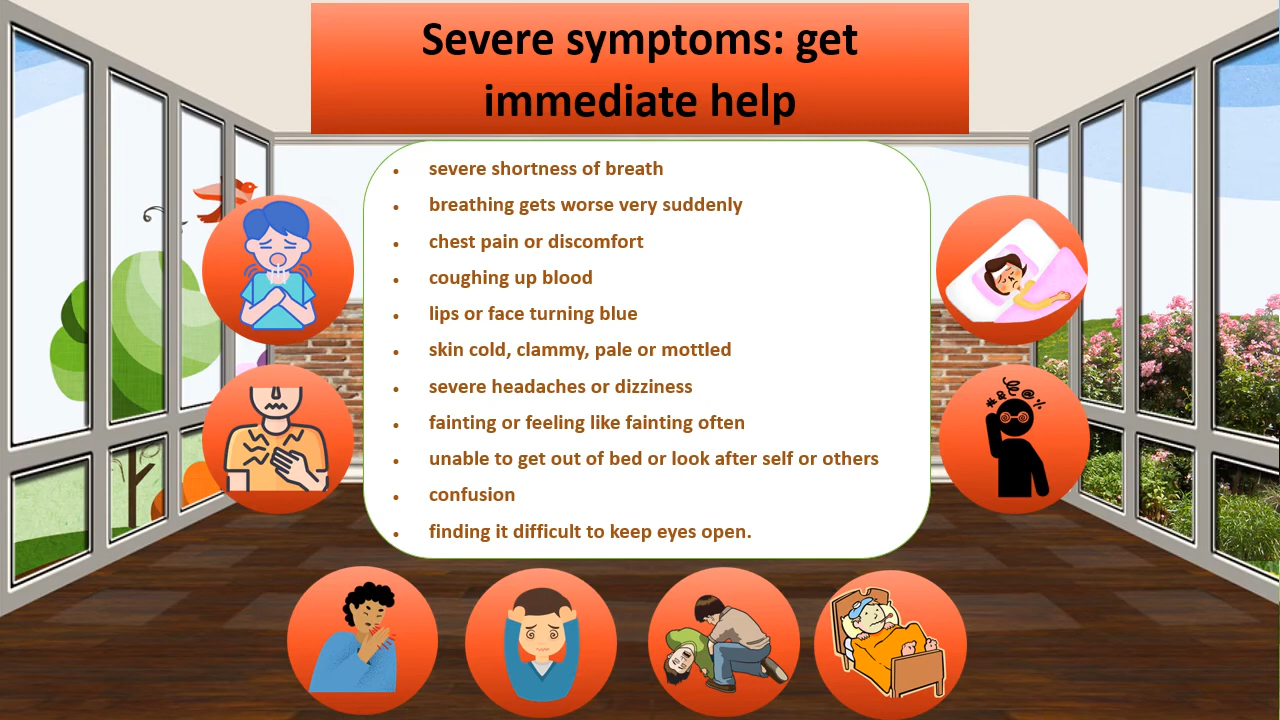 Severe symptoms: get
immediate help
• severe shortness of breath
• breathing gets worse very suddenly
• chest pain or discomfort
• coughing up blood
• lips or face turning blue
• skin cold, clammy, pale or mottled
• severe headaches or dizziness
• fainting or feeling like fainting often
• unable to get out of bed or look after self or others
• confusion
• finding it difficult to keep eyes open.